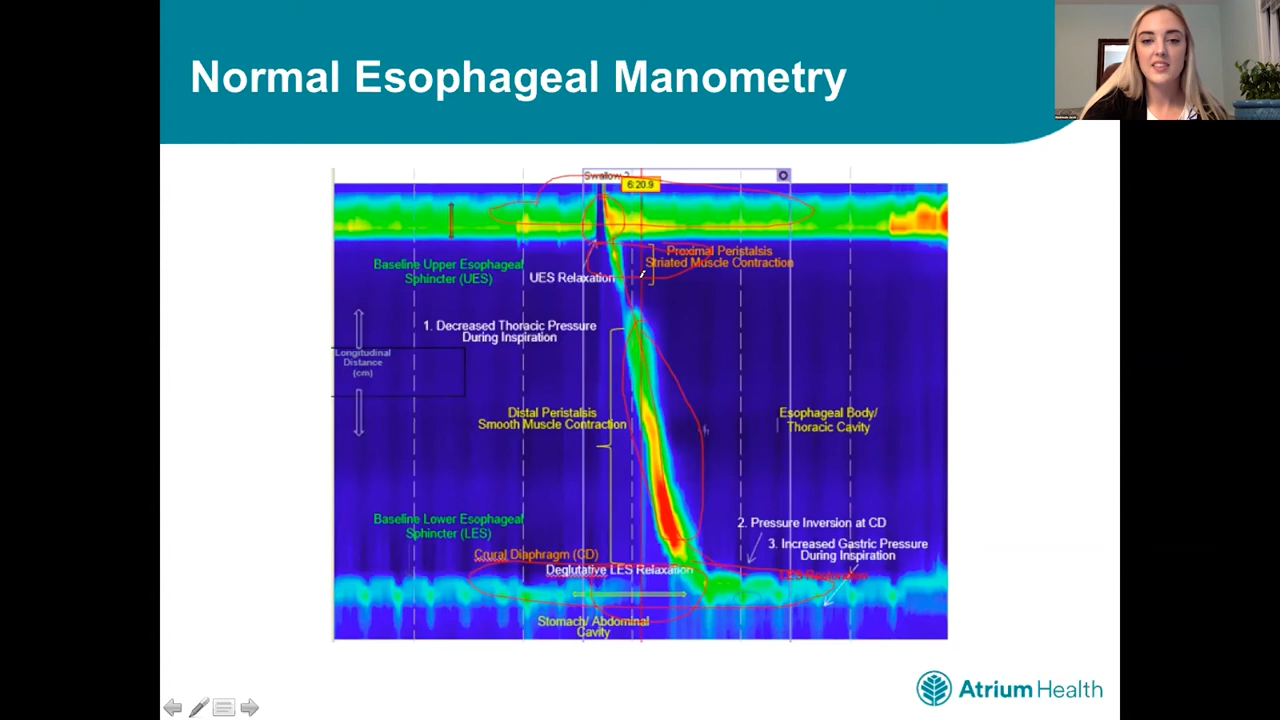 Normal Esophageal Manometry
Swallow 2
6:20.9
Proximal Peristalsis
Striated Muscle Contraction
Baseline Upper Esophageal
Sphincter (UES)
UES Relaxation
1. Decreased Thoracic Pressure
During Inspiration
Longitudinal
Distance
(cm)
Distal Peristalsis
Smooth Muscle Contraction
Esophageal Body/
Thoracic Cavity
Baseline Lower Esophageal
Sphincter (LES)
2. Pressure Inversion at CD
3. Increased Gastric Pressure
During Inspiration
Crural Diaphragm (CD)
Deglutative LES Relaxation
Stomach/ Abdominal
Cavity
Atrium Health